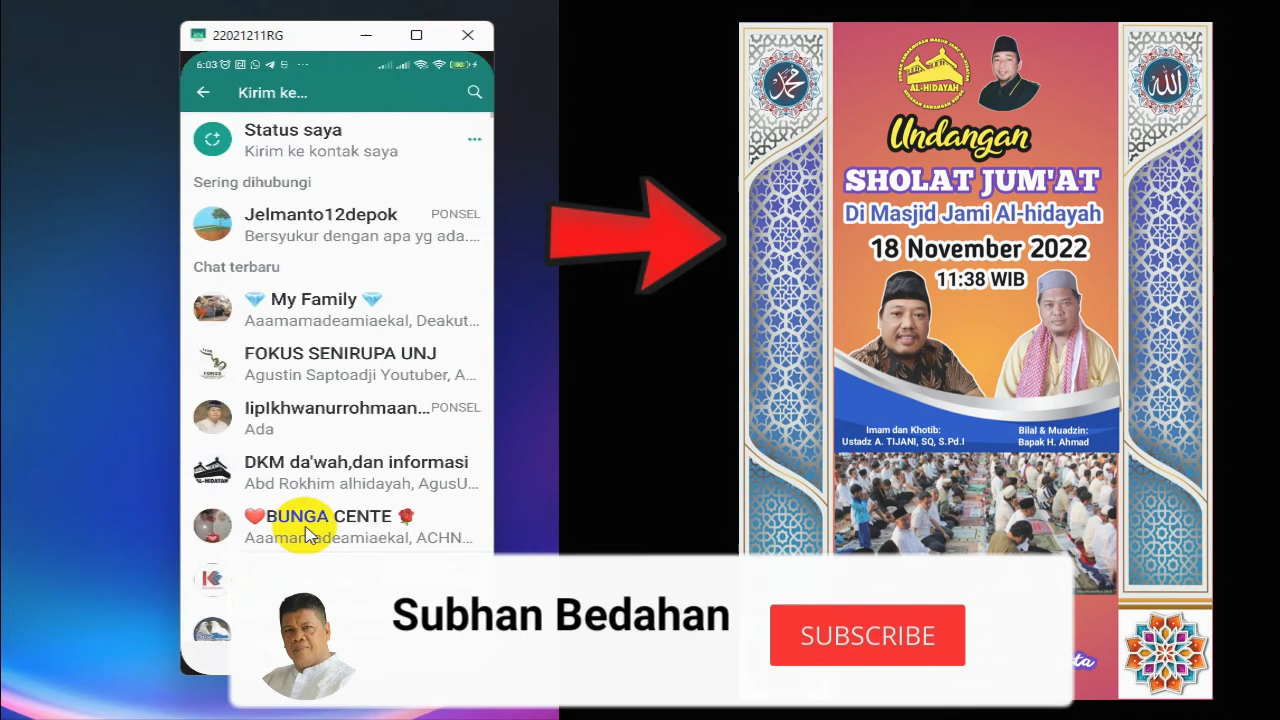 22021211RG
6:03
Kirim ke...
Status saya
Kirim ke kontak saya
Sering dihubungi
Jelmanto12depok PONSEL
Bersyukur dengan apa yg ada....
Chat terbaru
💎 My Family 💎
Aaamamadeamiaekal, Deakut...
FOKUS SENIRUPA UNJ
Agustin Saptoadji Youtuber, A...
IipIkhwanurrohmaan... PONSEL
Ada
DKM da'wah,dan informasi
Abd Rokhim alhidayah, AgusU...
❤️BUNGA CENTE 🌹
Aaamamadeamiaekal, ACHN...
AL-HIDAYAH
محمد
الله
Undangan
SHOLAT JUM'AT
Di Masjid Jami Al-hidayah
18 November 2022
11:38 WIB
Imam dan Khotib:
Ustadz A. TIJANI, SQ, S.Pd.I
Bilal & Muadzin:
Bapak H. Ahmad
Subhan Bedahan
SUBSCRIBE